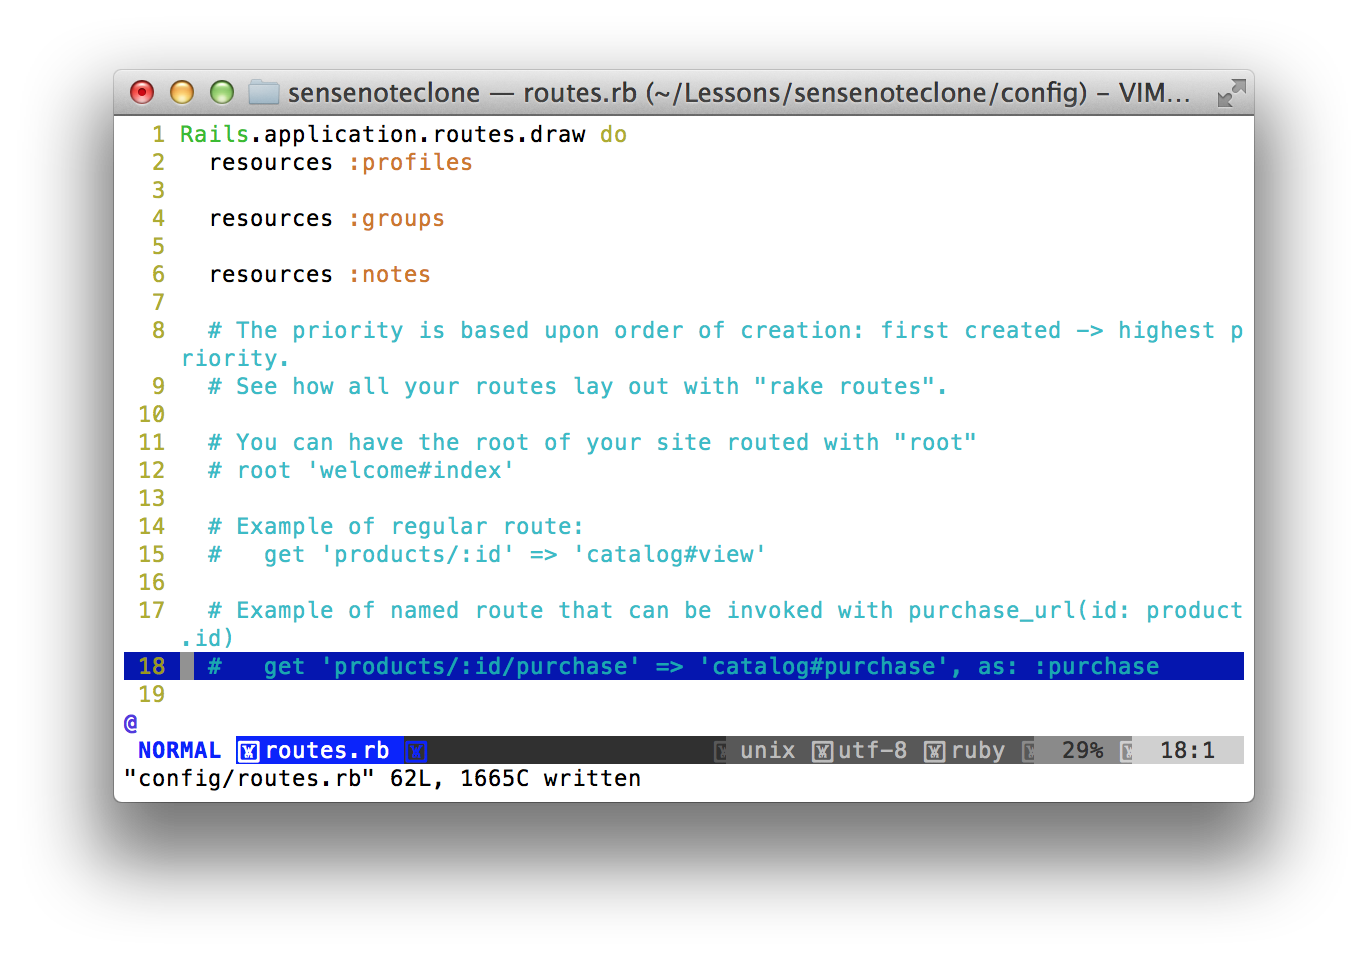 sensenoteclone — routes.rb (~/Lessons/sensenoteclone/config) – VIM...
1 Rails.application.routes.draw do
2   resources :profiles
3
4   resources :groups
5
6   resources :notes
7
8   # The priority is based upon order of creation: first created -> highest p
riority.
9   # See how all your routes lay out with "rake routes".
10
11   # You can have the root of your site routed with "root"
12   # root 'welcome#index'
13
14   # Example of regular route:
15   #   get 'products/:id' => 'catalog#view'
16
17   # Example of named route that can be invoked with purchase_url(id: product
.id)
18   #   get 'products/:id/purchase' => 'catalog#purchase', as: :purchase
19
@
NORMAL routes.rb unix utf-8 ruby 29% 18:1
"config/routes.rb" 62L, 1665C written